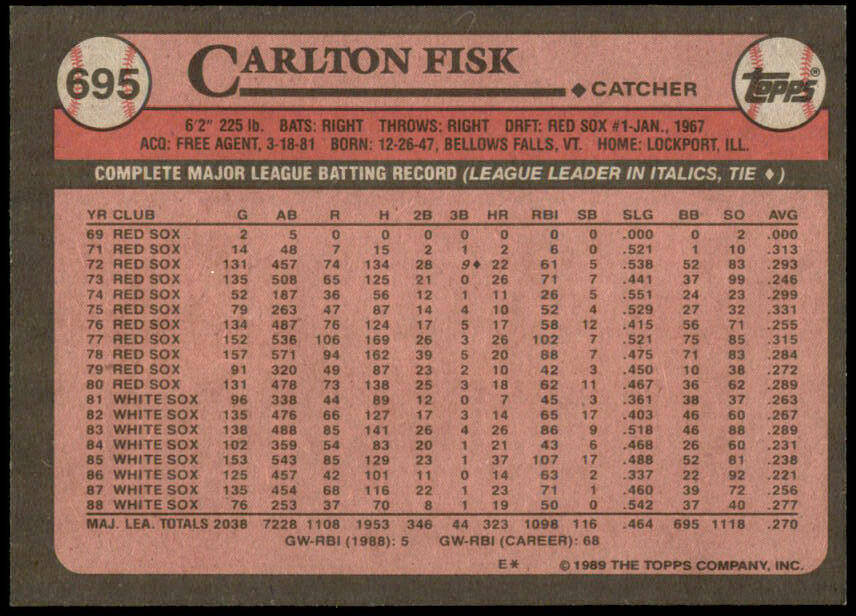 695 CARLTON FISK topps®
◆ CATCHER
6'2" 225 lb. BATS: RIGHT THROWS: RIGHT DRFT: RED SOX #1-JAN., 1967
ACQ: FREE AGENT, 3-18-81 BORN: 12-26-47, BELLOWS FALLS, VT. HOME: LOCKPORT, ILL.
COMPLETE MAJOR LEAGUE BATTING RECORD (LEAGUE LEADER IN ITALICS, TIE ♦)
YR CLUB G AB R H 2B 3B HR RBI SB SLG BB SO AVG
69 RED SOX 2 5 0 0 0 0 0 0 0 .000 0 2 .000
71 RED SOX 14 48 7 15 2 1 2 6 0 .521 1 10 .313
72 RED SOX 131 457 74 134 28 9♦ 22 61 5 .538 52 83 .293
73 RED SOX 135 508 65 125 21 0 26 71 7 .441 37 99 .246
74 RED SOX 52 187 36 56 12 1 11 26 5 .551 24 23 .299
75 RED SOX 79 263 47 87 14 4 10 52 4 .529 27 32 .331
76 RED SOX 134 487 76 124 17 5 17 58 12 .415 56 71 .255
77 RED SOX 152 536 106 169 26 3 26 102 7 .521 75 85 .315
78 RED SOX 157 571 94 162 39 5 20 88 7 .475 71 83 .284
79 RED SOX 91 320 49 87 23 2 10 42 3 .450 10 38 .272
80 RED SOX 131 478 73 138 25 3 18 62 11 .467 36 62 .289
81 WHITE SOX 96 338 44 89 12 0 7 45 3 .361 38 37 .263
82 WHITE SOX 135 476 66 127 17 3 14 65 17 .403 46 60 .267
83 WHITE SOX 138 488 85 141 26 4 26 86 9 .518 46 88 .289
84 WHITE SOX 102 359 54 83 20 1 21 43 6 .468 26 60 .231
85 WHITE SOX 153 543 85 129 23 1 37 107 17 .488 52 81 .238
86 WHITE SOX 125 457 42 101 11 0 14 63 2 .337 22 92 .221
87 WHITE SOX 135 454 68 116 22 1 23 71 1 .460 39 72 .256
88 WHITE SOX 76 253 37 70 8 1 19 50 0 .542 37 40 .277
MAJ. LEA. TOTALS 2038 7228 1108 1953 346 44 323 1098 116 .464 695 1118 .270
GW-RBI (1988): 5 GW-RBI (CAREER): 68
E* © 1989 THE TOPPS COMPANY, INC.